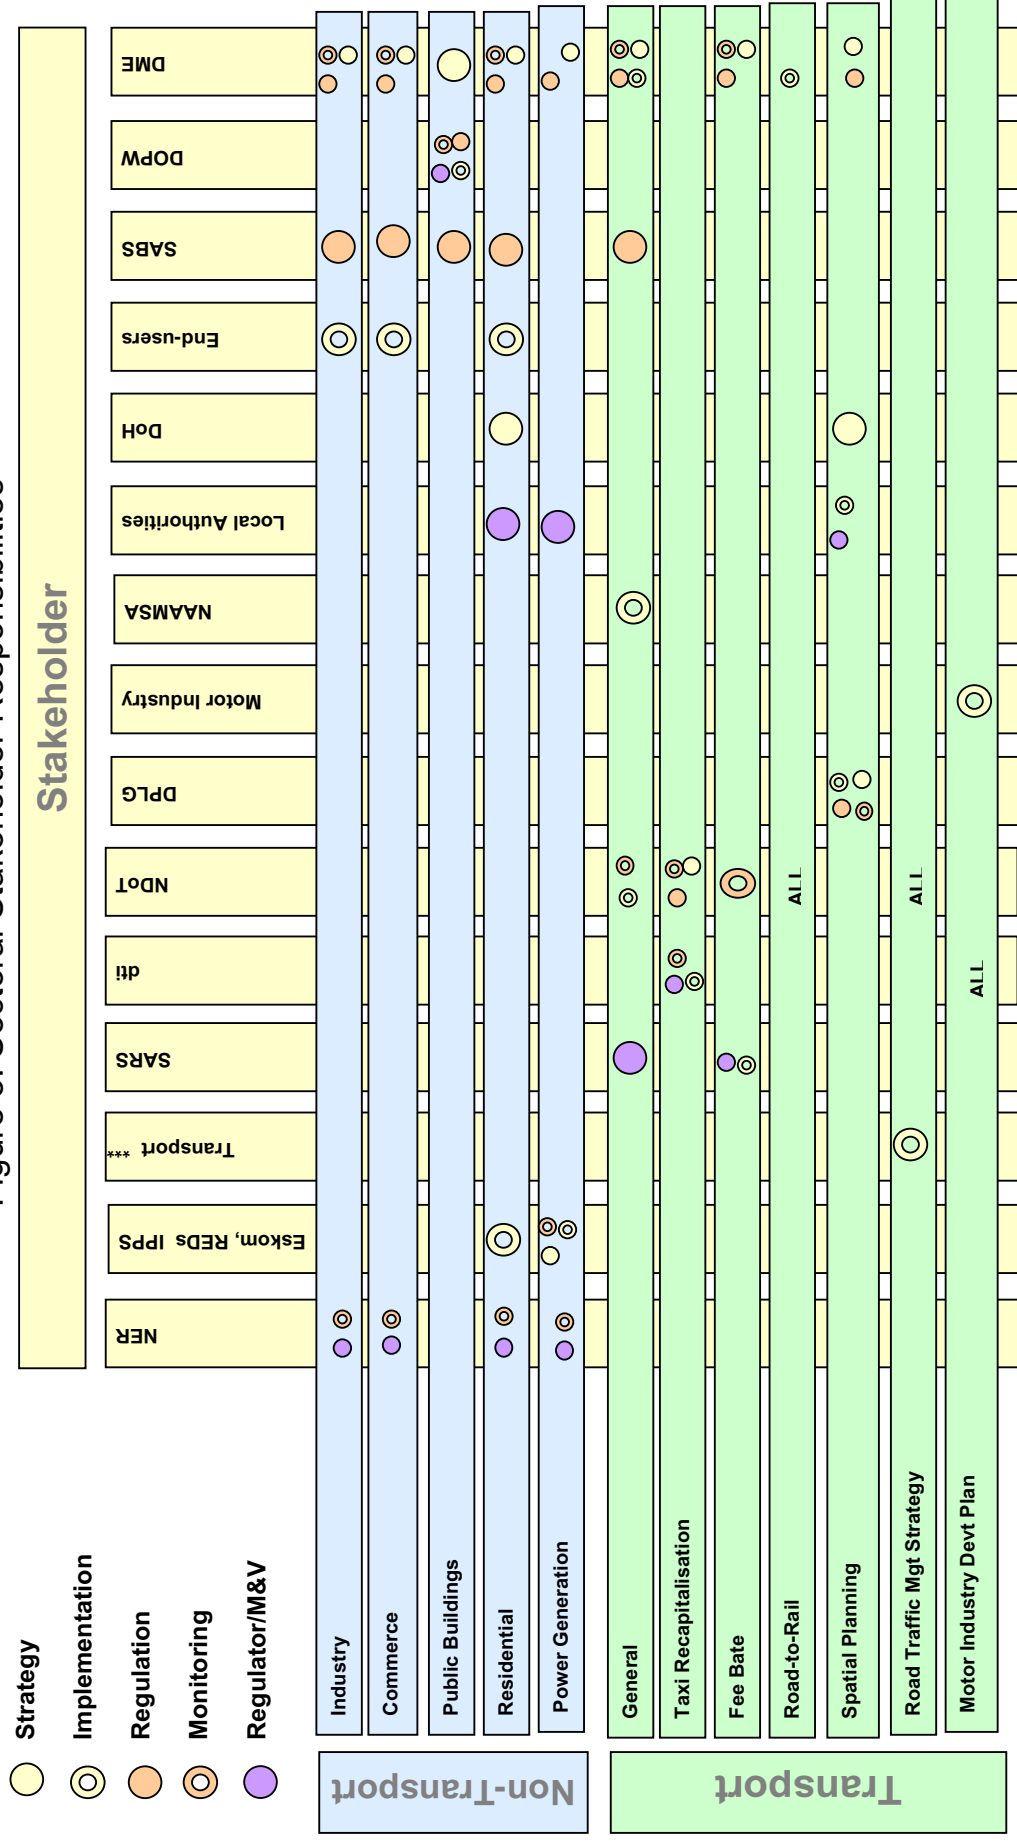 Figure of Sectoral Stakeholder Responsibilities
Stakeholder
Strategy
Implementation
Regulation
Monitoring
Regulator/M&V
NER
Eskom, REDs IPPS
Transport ***
SARS
dti
NDoT
DPLG
Motor Industry
NAAMSA
Local Authorities
DoH
End-users
SABS
DOPW
DME
Non-Transport
Industry
Commerce
Public Buildings
Residential
Power Generation
Transport
General
Taxi Recapitalisation
Fee Bate
Road-to-Rail
ALL
Spatial Planning
Road Traffic Mgt Strategy
ALL
Motor Industry Devt Plan
ALL